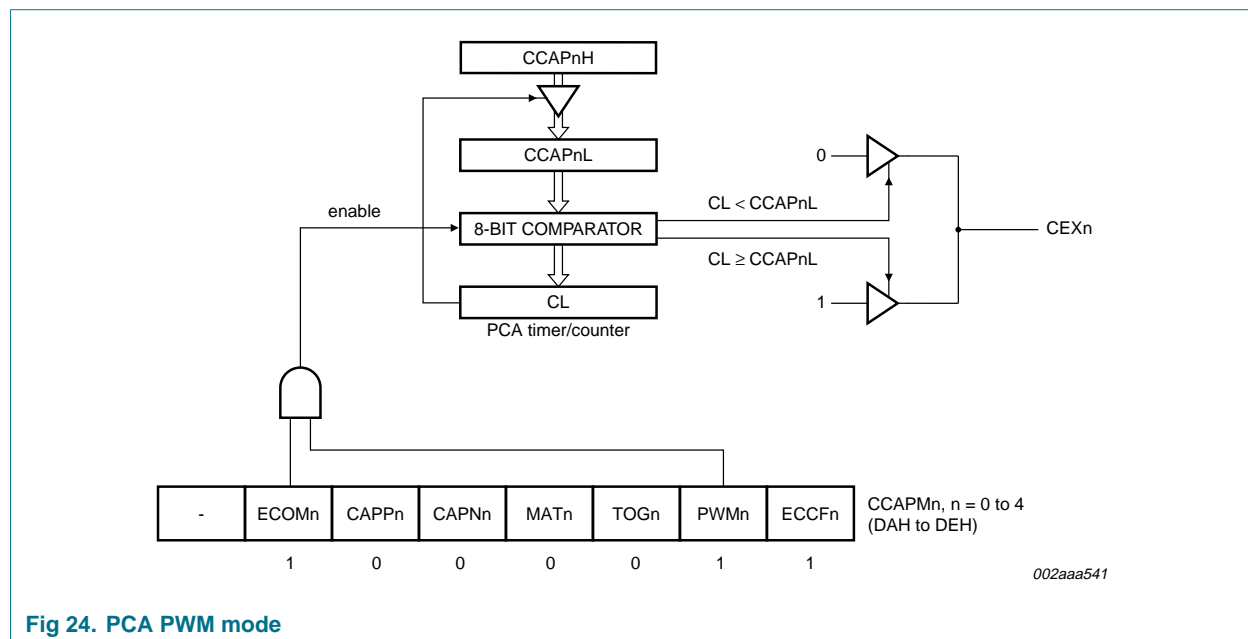 CCAPnH
CCAPnL
0
CL < CCAPnL
enable
8-BIT COMPARATOR
CEXn
CL ≥ CCAPnL
CL
1
PCA timer/counter
- ECOMn CAPPn CAPNn MATn TOGn PWMn ECCFn
CCAPMn, n = 0 to 4
(DAH to DEH)
1 0 0 0 0 1 1
002aaa541
Fig 24. PCA PWM mode